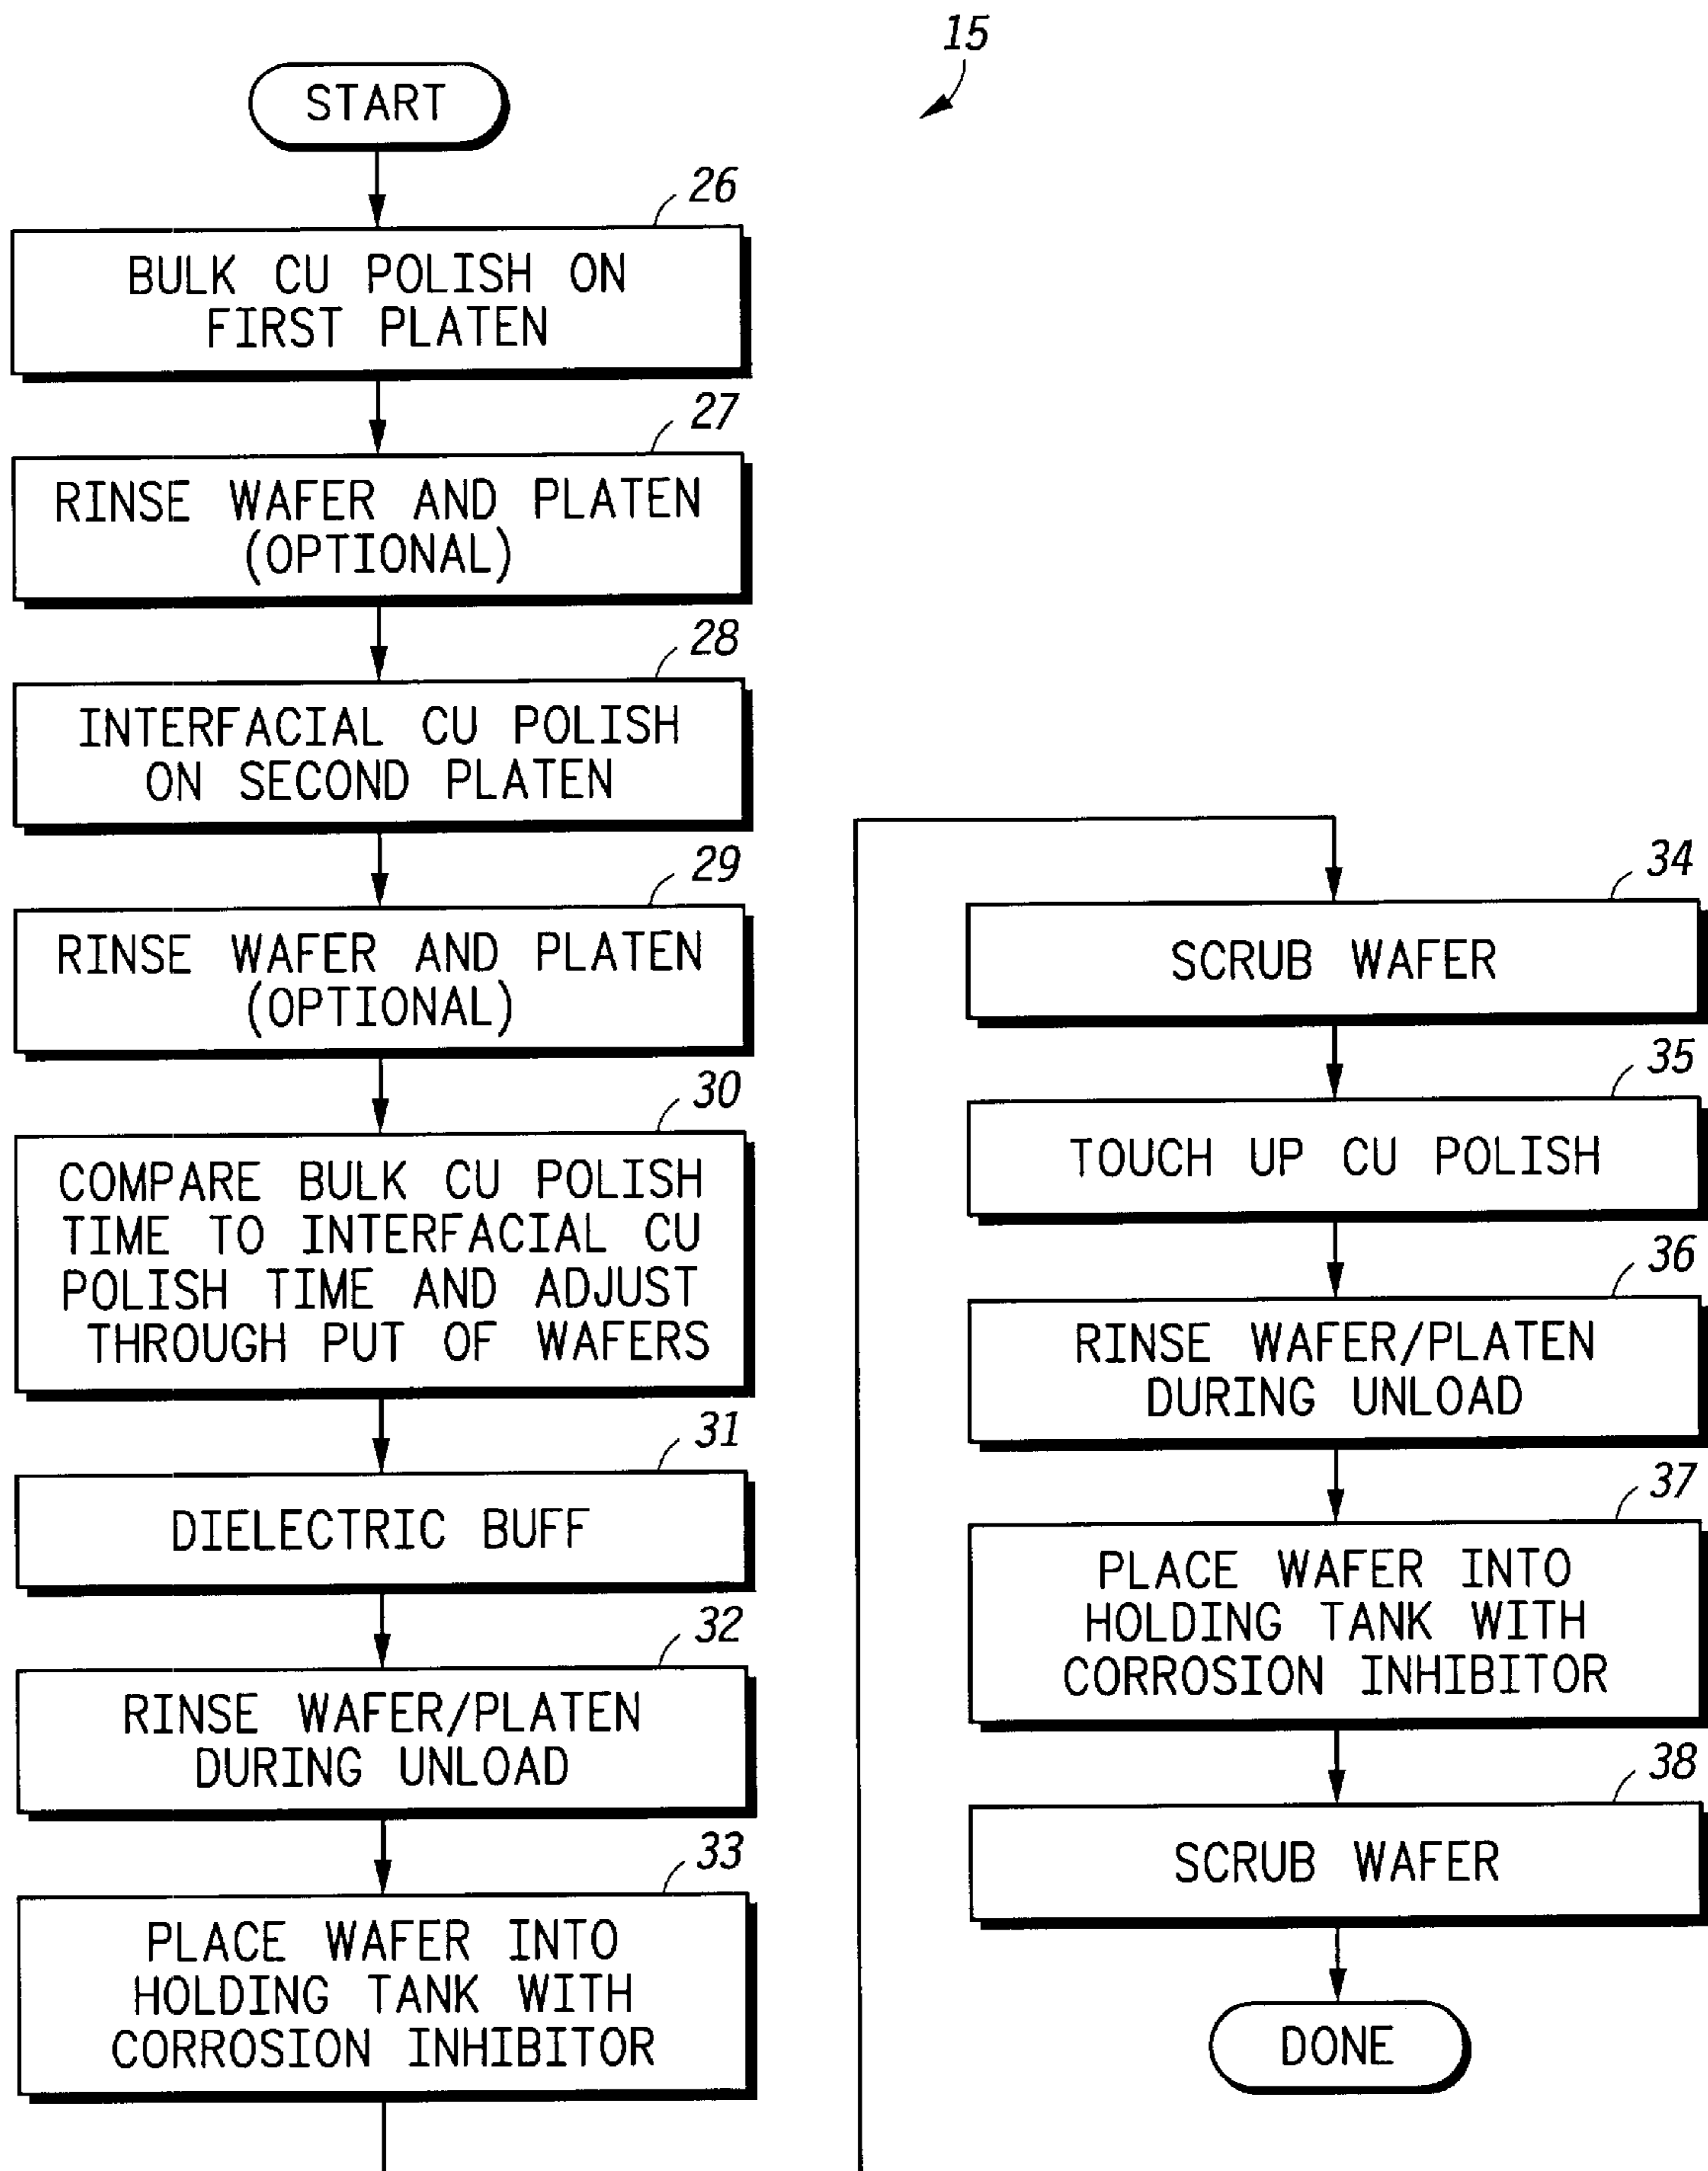 15
START
26
BULK CU POLISH ON
FIRST PLATEN
27
RINSE WAFER AND PLATEN
(OPTIONAL)
28
INTERFACIAL CU POLISH
ON SECOND PLATEN
29
RINSE WAFER AND PLATEN
(OPTIONAL)
30
COMPARE BULK CU POLISH
TIME TO INTERFACIAL CU
POLISH TIME AND ADJUST
THROUGH PUT OF WAFERS
31
DIELECTRIC BUFF
32
RINSE WAFER/PLATEN
DURING UNLOAD
33
PLACE WAFER INTO
HOLDING TANK WITH
CORROSION INHIBITOR
34
SCRUB WAFER
35
TOUCH UP CU POLISH
36
RINSE WAFER/PLATEN
DURING UNLOAD
37
PLACE WAFER INTO
HOLDING TANK WITH
CORROSION INHIBITOR
38
SCRUB WAFER
DONE